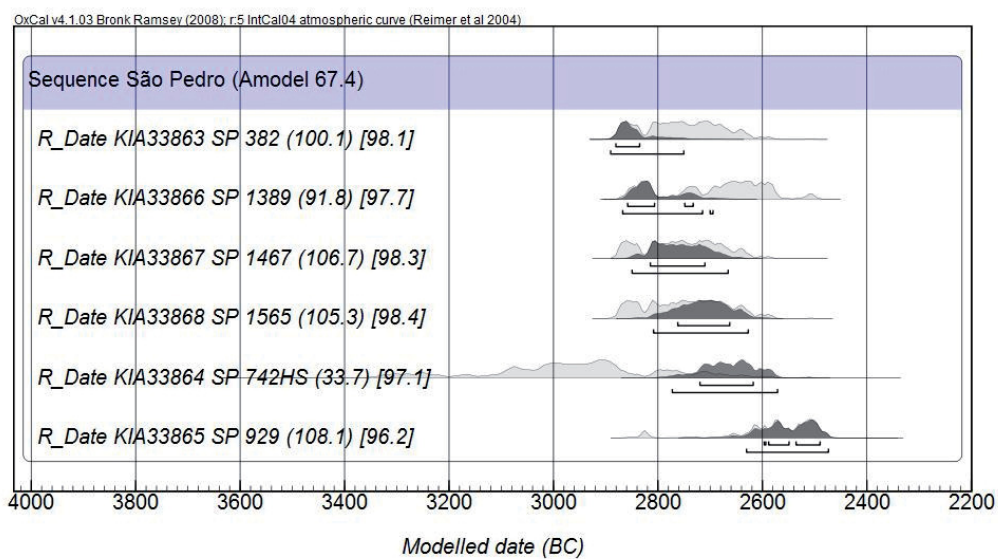 OxCal v4.1.03 Bronk Ramsey (2008); r:5 IntCal04 atmospheric curve (Reimer et al 2004)
Sequence São Pedro (Amodel 67.4)
R_Date KIA33863 SP 382 (100.1) [98.1]
R_Date KIA33866 SP 1389 (91.8) [97.7]
R_Date KIA33867 SP 1467 (106.7) [98.3]
R_Date KIA33868 SP 1565 (105.3) [98.4]
R_Date KIA33864 SP 742HS (33.7) [97.1]
R_Date KIA33865 SP 929 (108.1) [96.2]
4000 3800 3600 3400 3200 3000 2800 2600 2400 2200
Modelled date (BC)